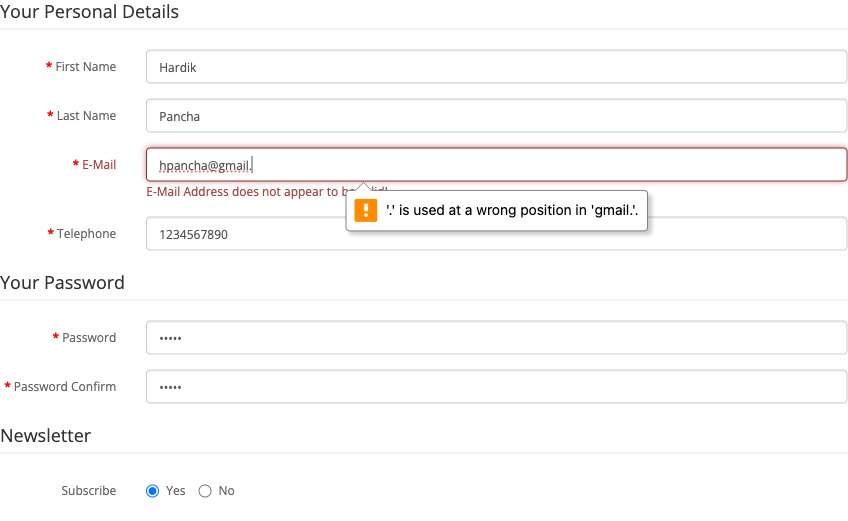 Your Personal Details
* First Name Hardik
* Last Name Pancha
* E-Mail hpancha@gmail.
E-Mail Address does not appear to be
'.' is used at a wrong position in 'gmail.'.
* Telephone 1234567890
Your Password
* Password •••••
* Password Confirm •••••
Newsletter
Subscribe Yes No